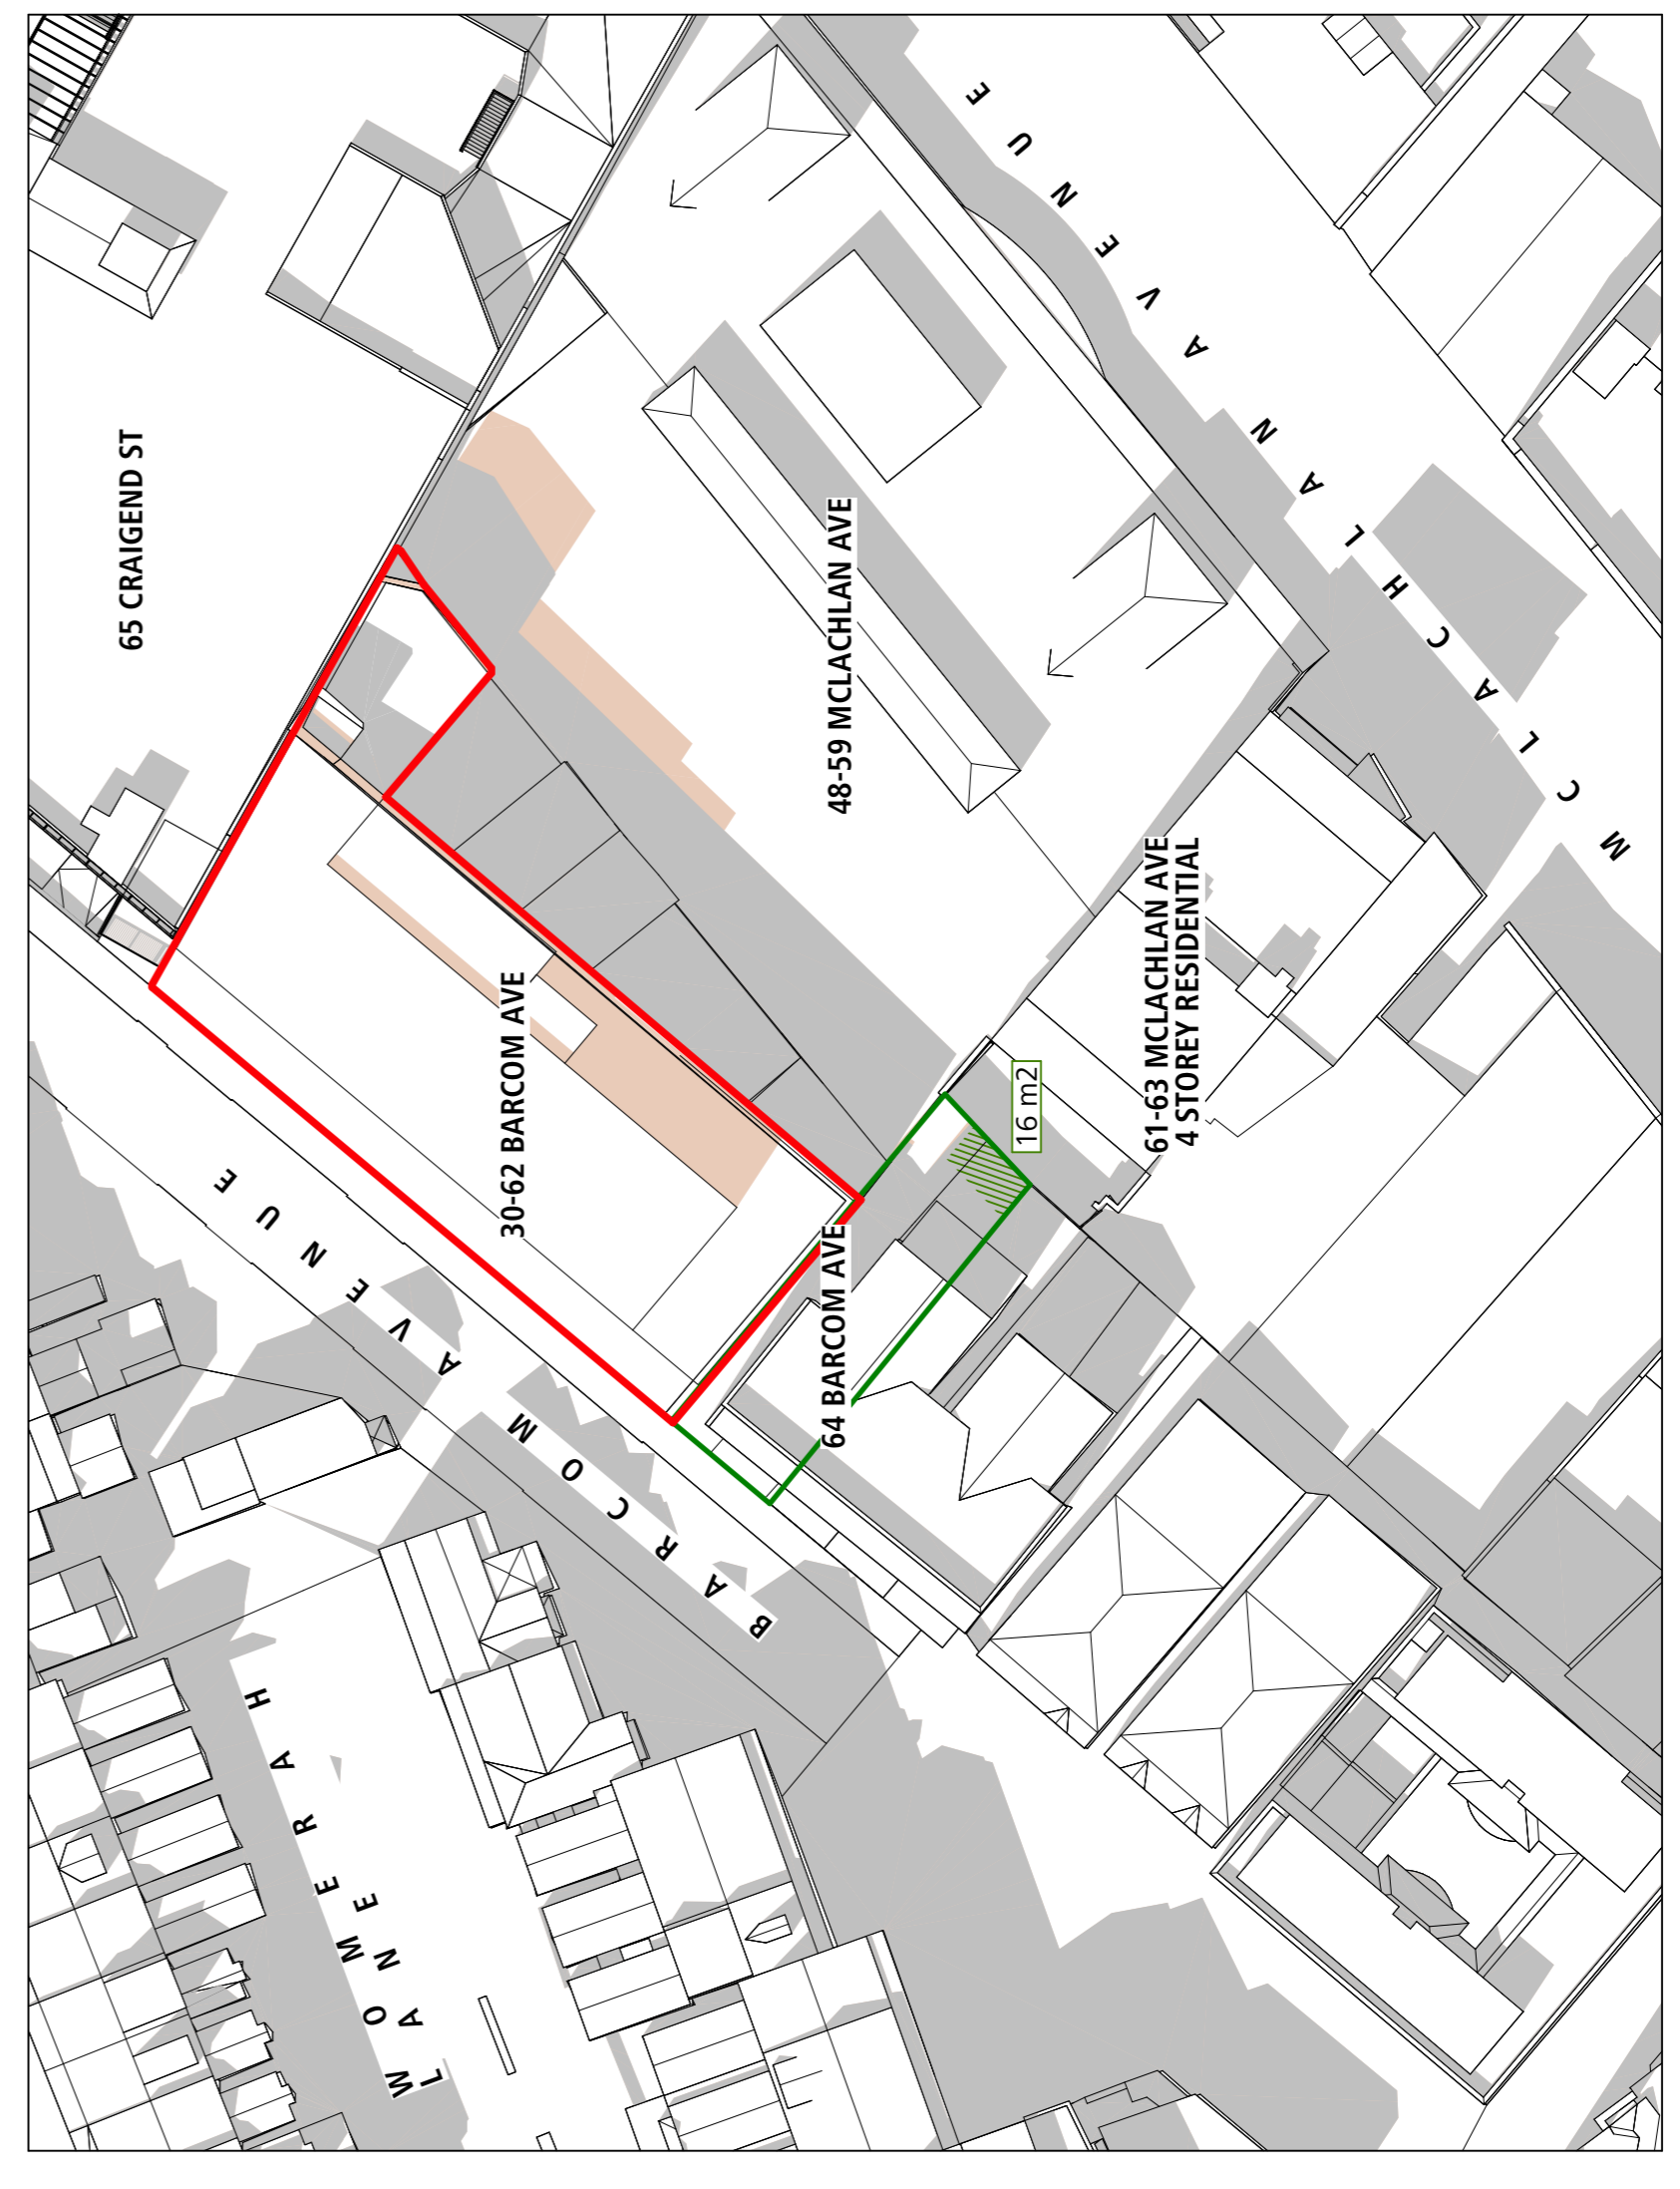 65 CRAIGEND ST
48-59 MCLACHLAN AVE
30-62 BARCOM AVE
64 BARCOM AVE
61-63 MCLACHLAN AVE
4 STOREY RESIDENTIAL
16 m2
MCLACHLAN AVENUE
BARCOM AVENUE
WOMERAH
LANE